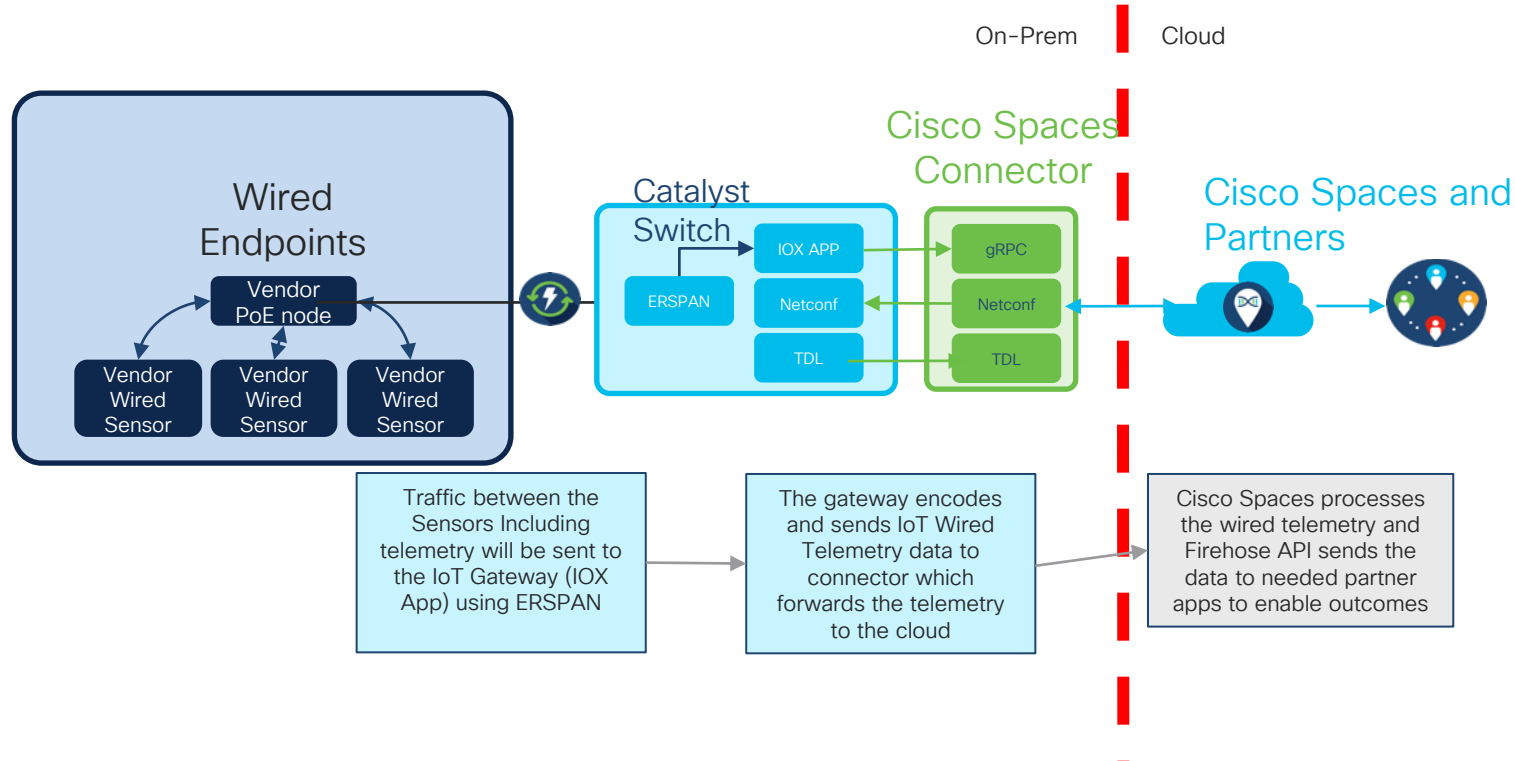 On-Prem
Cloud
Cisco Spaces
Connector
Catalyst
Switch
Cisco Spaces and
Partners
Wired
Endpoints
Vendor
PoE node
Vendor
Wired
Sensor
Vendor
Wired
Sensor
Vendor
Wired
Sensor
ERSPAN
IOX APP
Netconf
TDL
gRPC
Netconf
TDL
Traffic between the
Sensors Including
telemetry will be sent to
the IoT Gateway (IOX
App) using ERSPAN
The gateway encodes
and sends IoT Wired
Telemetry data to
connector which
forwards the telemetry
to the cloud
Cisco Spaces processes
the wired telemetry and
Firehose API sends the
data to needed partner
apps to enable outcomes